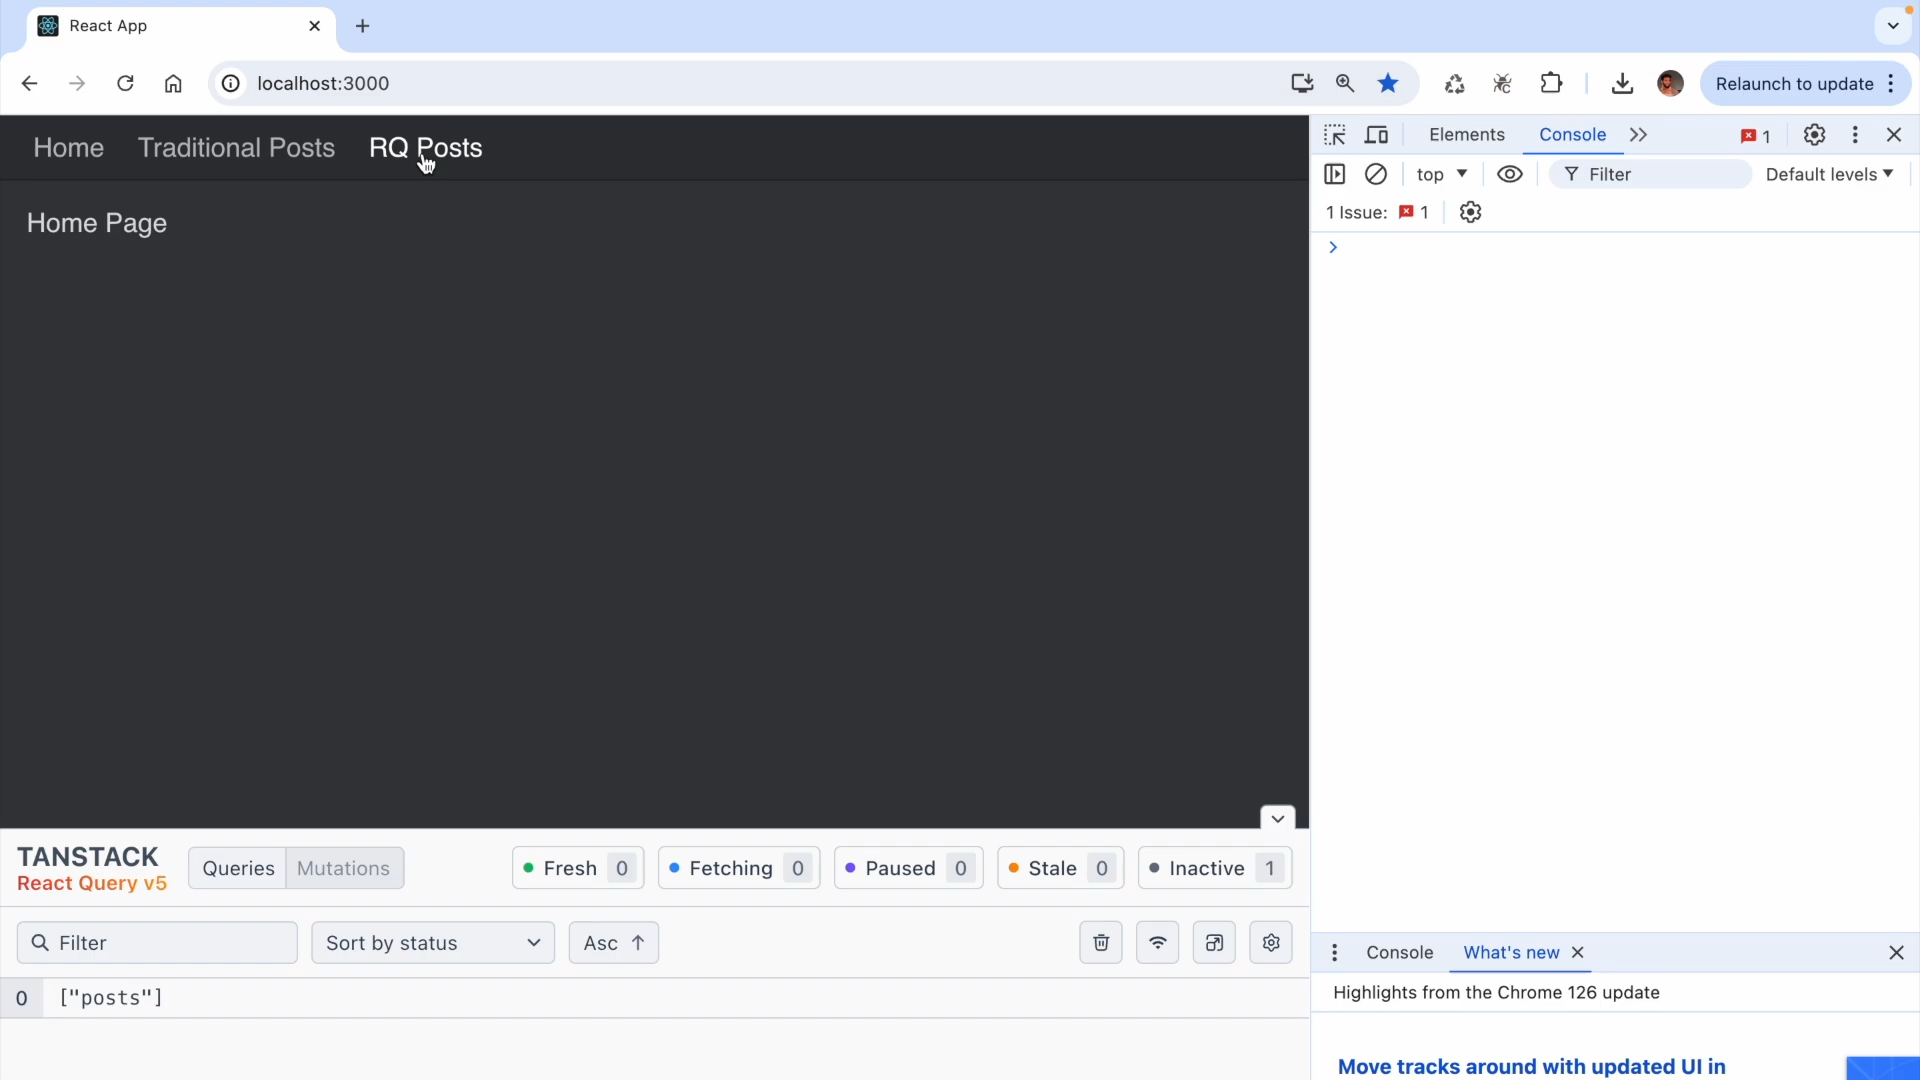 React App
localhost:3000
Relaunch to update
Home Traditional Posts RQ Posts
Home Page
Elements Console 1
top Filter Default levels
1 Issue: 1
TANSTACK
React Query v5
Queries Mutations
Fresh 0 Fetching 0 Paused 0 Stale 0 Inactive 1
Filter Sort by status Asc ↑
0 ["posts"]
Console What's new
Highlights from the Chrome 126 update
Move tracks around with updated UI in